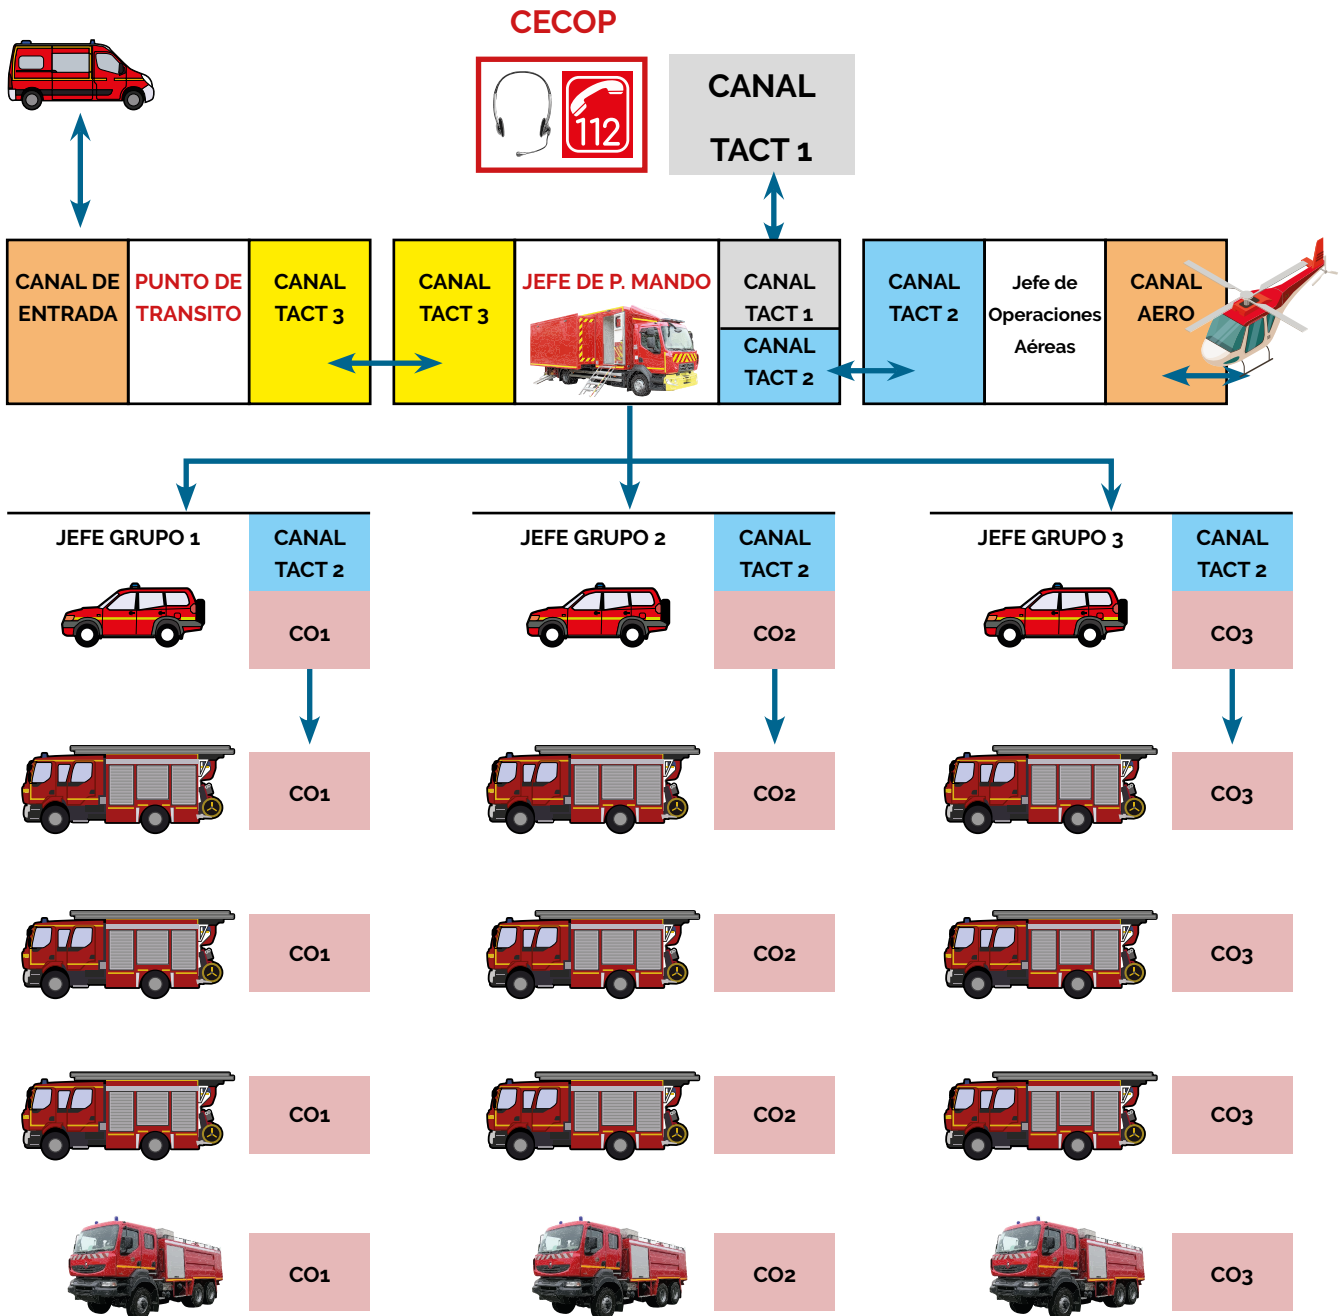 CECOP
112
CANAL
TACT 1
CANAL DE
ENTRADA
PUNTO DE
TRANSITO
CANAL
TACT 3
CANAL
TACT 3
JEFE DE P. MANDO
CANAL
TACT 1
CANAL
TACT 2
CANAL
TACT 2
Jefe de
Operaciones
Aéreas
CANAL
AERO
JEFE GRUPO 1
CANAL
TACT 2
CO1
JEFE GRUPO 2
CANAL
TACT 2
CO2
JEFE GRUPO 3
CANAL
TACT 2
CO3
CO1
CO2
CO3
CO1
CO2
CO3
CO1
CO2
CO3
CO1
CO2
CO3